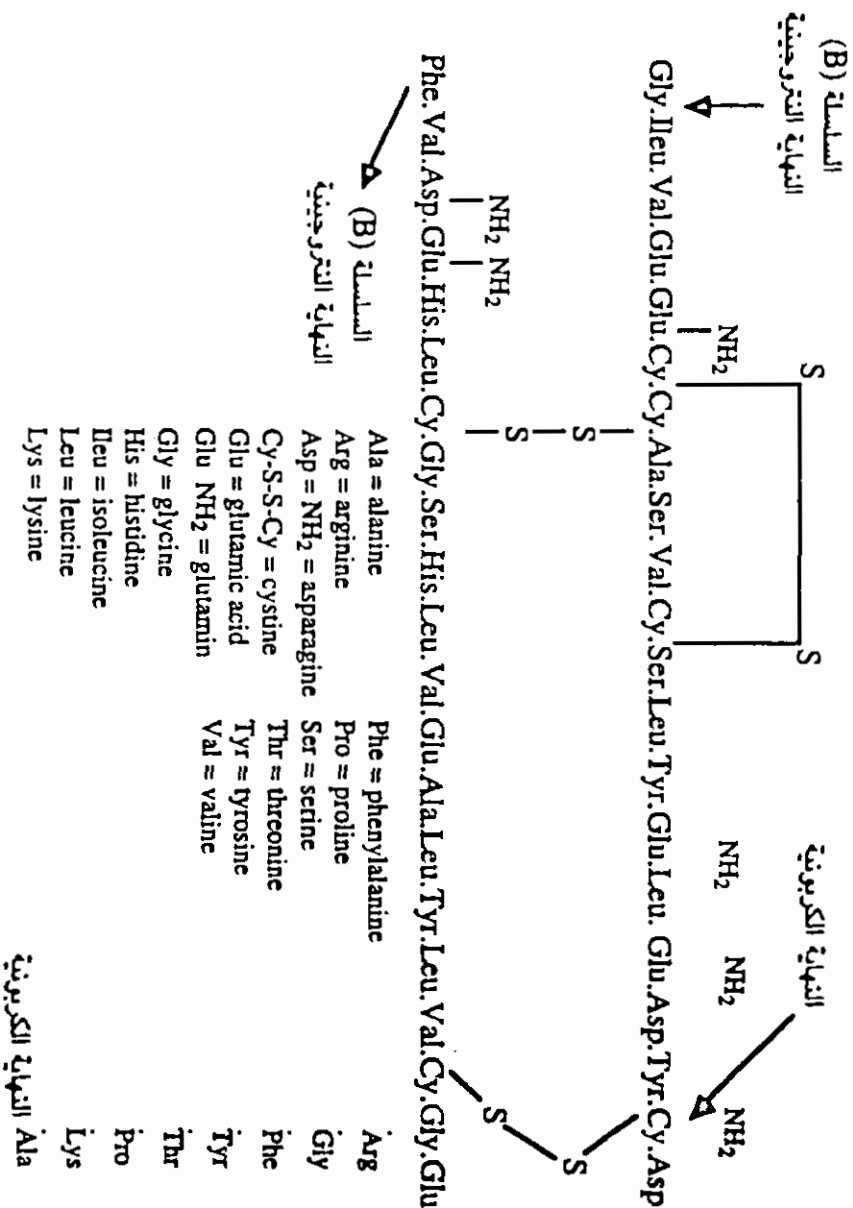 السلسلة (B)
النهاية النتروجينية
النهاية الكربونية
S S
NH₂ NH₂ NH₂ NH₂
Gly.Ileu.Val.Glu.Glu.Cy.Cy.Ala.Ser.Val.Cy.Ser.Leu.Tyr.Glu.Leu.Glu.Asp.Tyr.Cy.Asp
S
S
S
S
NH₂ NH₂
Phe.Val.Asp.Glu.His.Leu.Cy.Gly.Ser.His.Leu.Val.Glu.Ala.Leu.Tyr.Leu.Val.Cy.Gly.Glu
السلسلة (B)
النهاية النتروجينية
Ala = alanine
Arg = arginine
Asp = NH₂ = asparagine
Cy-S-S-Cy = cystine
Glu = glutamic acid
Glu NH₂ = glutamin
Gly = glycine
His = histidine
Ileu = isoleucine
Leu = leucine
Lys = lysine
Phe = phenylalanine
Pro = proline
Ser = serine
Thr = threonine
Tyr = tyrosine
Val = valine
Arg
Gly
Phe
Tyr
Thr
Pro
Lys
Ala النهاية الكربونية